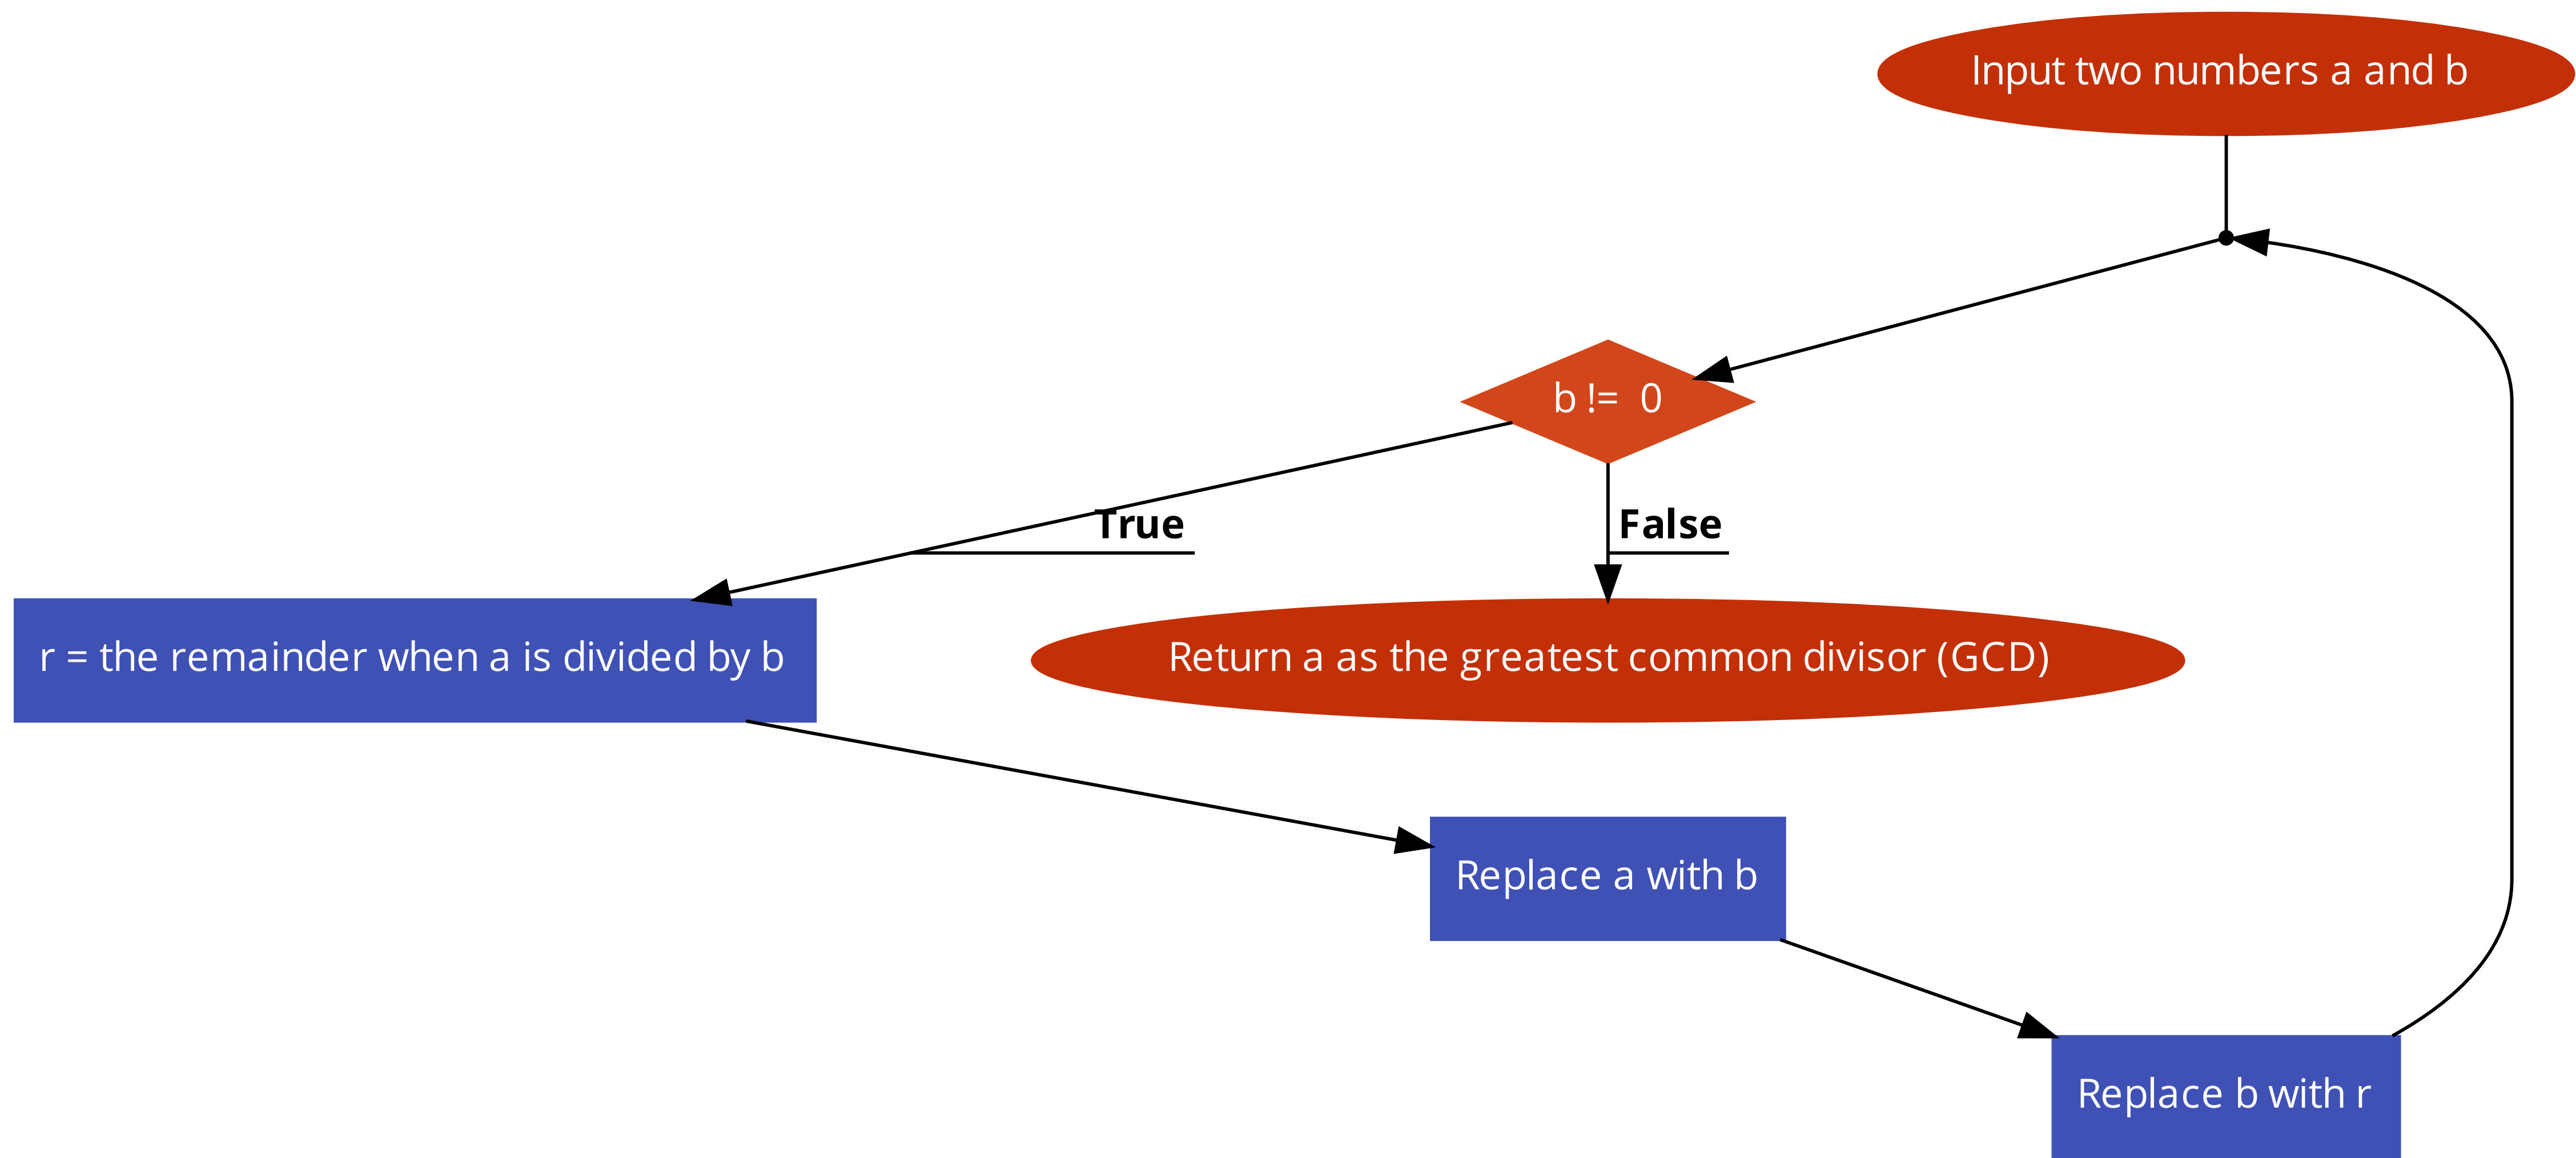 Input two numbers a and b
b != 0
True
False
r = the remainder when a is divided by b
Return a as the greatest common divisor (GCD)
Replace a with b
Replace b with r